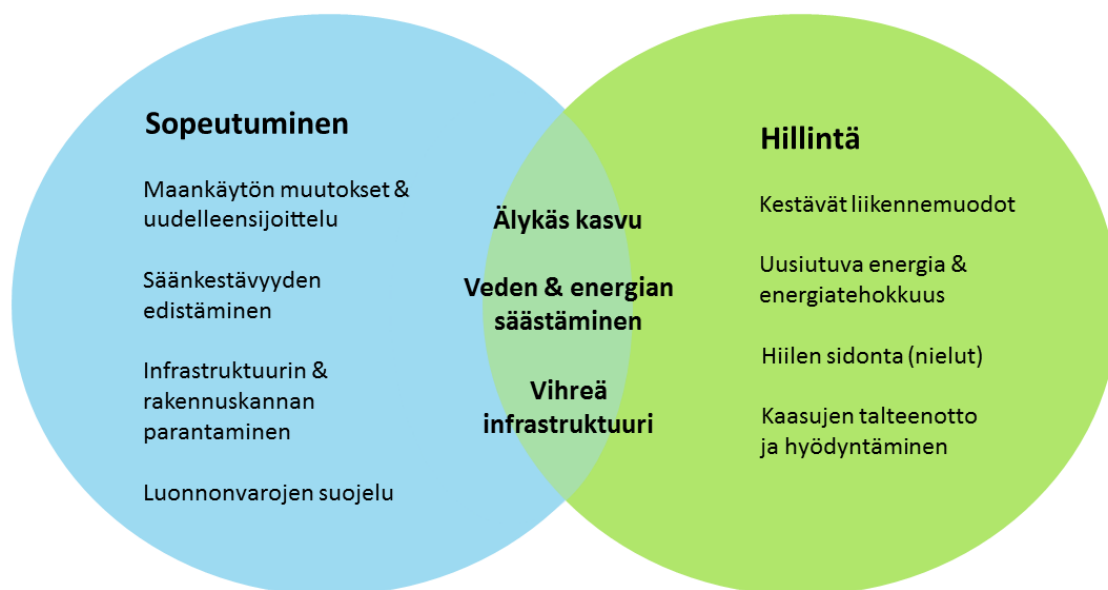 Sopeutuminen
Maankäytön muutokset &
uudelleensijoittelu
Säänkestävyyden
edistäminen
Infrastruktuurin &
rakennuskannan
parantaminen
Luonnonvarojen suojelu
Älykäs kasvu
Veden & energian
säästäminen
Vihreä
infrastruktuuri
Hillintä
Kestävät liikennemuodot
Uusiutuva energia &
energiatehokkuus
Hiilen sidonta (nielut)
Kaasujen talteenotto
ja hyödyntäminen